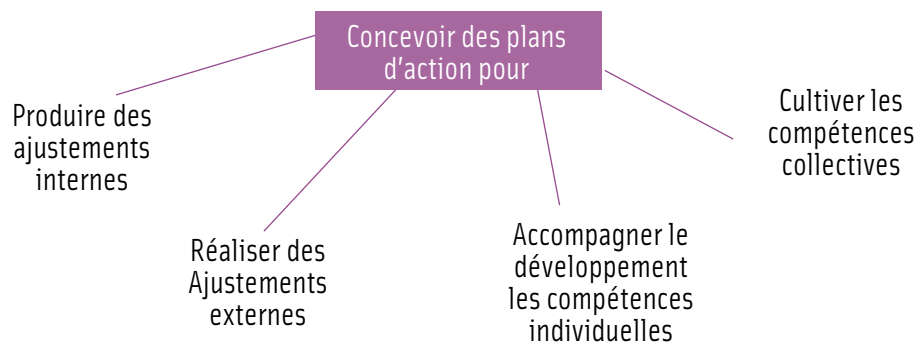 Concevoir des plans
d'action pour
Produire des
ajustements
internes
Réaliser des
Ajustements
externes
Accompagner le
développement
les compétences
individuelles
Cultiver les
compétences
collectives